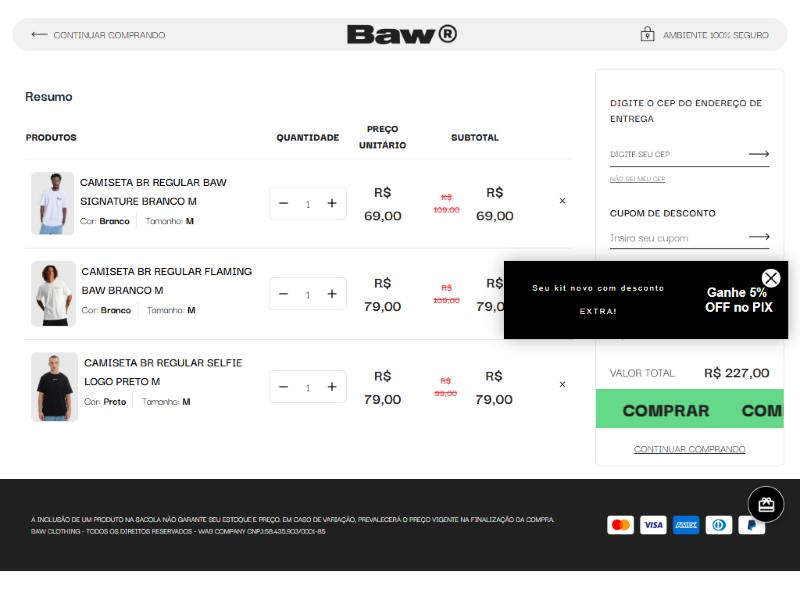 CONTINUAR COMPRANDO
Baw®
AMBIENTE 100% SEGURO
Resumo
PRODUTOS
QUANTIDADE
PREÇO
UNITÁRIO
SUBTOTAL
CAMISETA BR REGULAR BAW
SIGNATURE BRANCO M
Cor: Branco Tamanho: M
− 1 +
R$
69,00
R$
109,00
R$
69,00
×
CAMISETA BR REGULAR FLAMING
BAW BRANCO M
Cor: Branco Tamanho: M
− 1 +
R$
79,00
R$
109,00
R$
79,0
CAMISETA BR REGULAR SELFIE
LOGO PRETO M
Cor: Preto Tamanho: M
− 1 +
R$
79,00
R$
99,00
R$
79,00
×
DIGITE O CEP DO ENDEREÇO DE
ENTREGA
DIGITE SEU CEP
NÃO SEI MEU CEP
CUPOM DE DESCONTO
Insira seu cupom
Seu kit novo com desconto
EXTRA!
Ganhe 5%
OFF no PIX
VALOR TOTAL R$ 227,00
COMPRAR COM
CONTINUAR COMPRANDO
A INCLUSÃO DE UM PRODUTO NA SACOLA NÃO GARANTE SEU ESTOQUE E PREÇO. EM CASO DE VARIAÇÃO, PREVALECERÁ O PREÇO VIGENTE NA FINALIZAÇÃO DA COMPRA.
BAW CLOTHING - TODOS OS DIREITOS RESERVADOS - WAB COMPANY CNPJ:58.435.903/0001-85
VISA
AMEX